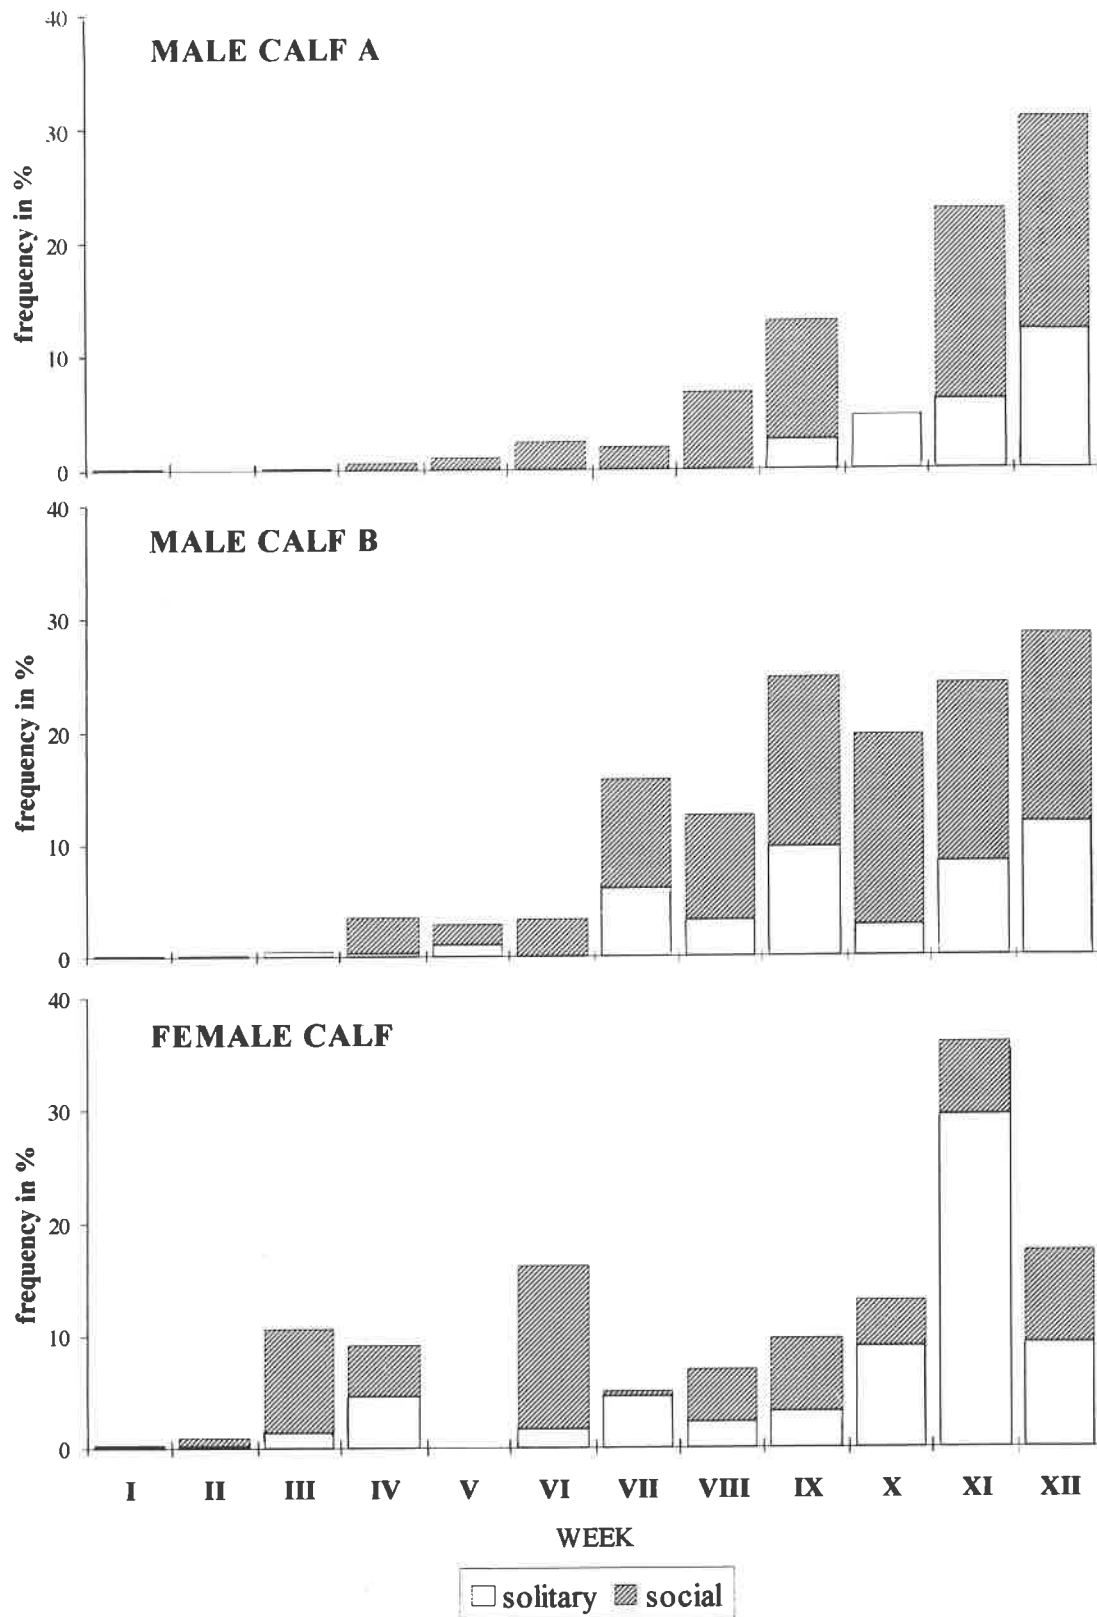 MALE CALF A
frequency in %
40
30
20
10
0
MALE CALF B
frequency in %
40
30
20
10
0
FEMALE CALF
frequency in %
40
30
20
10
0
I II III IV V VI VII VIII IX X XI XII
WEEK
solitary social